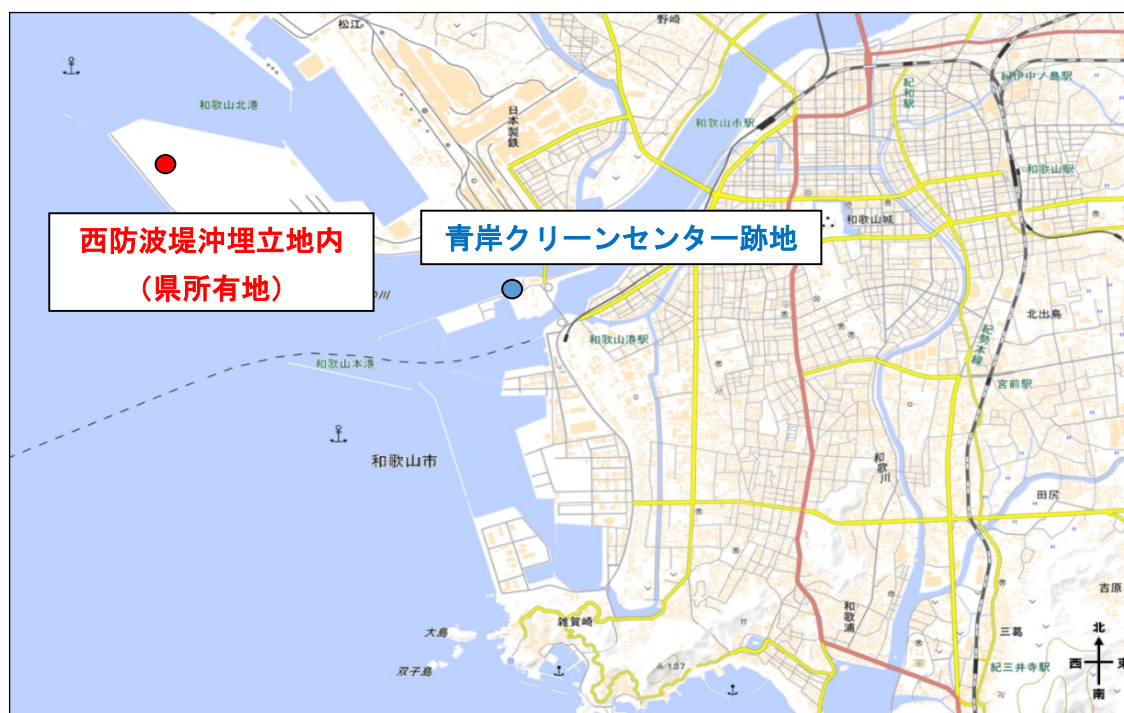 松江
野崎
和歌山北港
日本製鉄
和歌山市駅
紀和駅
紀伊中ノ島駅
和歌山駅
西防波堤沖埋立地内
（県所有地）
青岸クリーンセンター跡地
和歌山城
の川
北出島
和歌山港駅
紀勢本線
和歌山本港
宮前駅
和歌山市
和歌川
田尻
吉原
雑賀崎
和歌浦
大島
三葛
北
西
東
南
双子島
137
紀三井寺駅